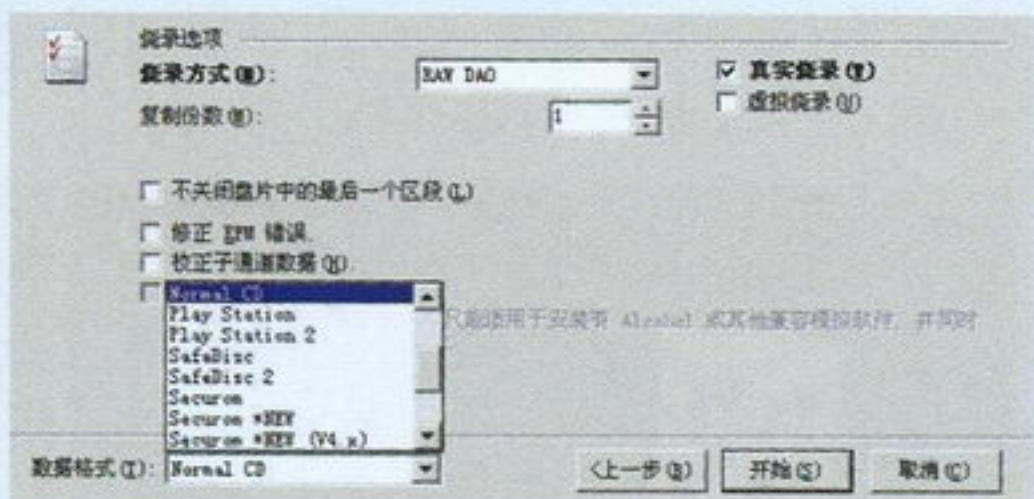 烧录选项
烧录方式(M):
RAW DAO
真实烧录(T)
复制份数(N):
1
虚拟烧录(U)
不关闭盘片中的最后一个区段(L)
修正 EFM 错误.
校正子通道数据(H).
Normal CD
Play Station
只能适用于安装有 Alcohol 或其他兼容模拟软件, 并同时
Play Station 2
SafeDisc
SafeDisc 2
Securom
Securom *NEW
Securom *NEW (V4.x)
数据格式(T):
Normal CD
<上一步(B)
开始(S)
取消(C)